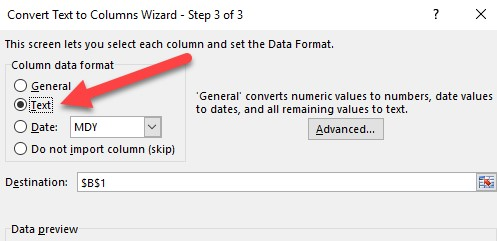 Convert Text to Columns Wizard - Step 3 of 3
This screen lets you select each column and set the Data Format.
Column data format
General
Text
Date: MDY
Do not import column (skip)
'General' converts numeric values to numbers, date values
to dates, and all remaining values to text.
Advanced...
Destination: $B$1
Data preview